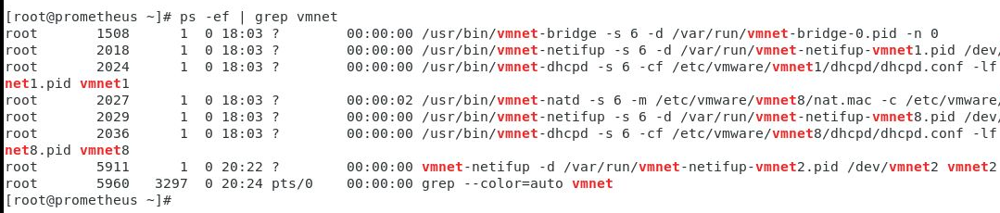 [root@prometheus ~]# ps -ef | grep vmnet
root        1508      1  0 18:03 ?        00:00:00 /usr/bin/vmnet-bridge -s 6 -d /var/run/vmnet-bridge-0.pid -n 0
root        2018      1  0 18:03 ?        00:00:00 /usr/bin/vmnet-netifup -s 6 -d /var/run/vmnet-netifup-vmnet1.pid /dev/
root        2024      1  0 18:03 ?        00:00:00 /usr/bin/vmnet-dhcpd -s 6 -cf /etc/vmware/vmnet1/dhcpd/dhcpd.conf -lf
net1.pid vmnet1
root        2027      1  0 18:03 ?        00:00:02 /usr/bin/vmnet-natd -s 6 -m /etc/vmware/vmnet8/nat.mac -c /etc/vmware/
root        2029      1  0 18:03 ?        00:00:00 /usr/bin/vmnet-netifup -s 6 -d /var/run/vmnet-netifup-vmnet8.pid /dev/
root        2036      1  0 18:03 ?        00:00:00 /usr/bin/vmnet-dhcpd -s 6 -cf /etc/vmware/vmnet8/dhcpd/dhcpd.conf -lf
net8.pid vmnet8
root        5911      1  0 20:22 ?        00:00:00 vmnet-netifup -d /var/run/vmnet-netifup-vmnet2.pid /dev/vmnet2 vmnet2
root        5960   3297  0 20:24 pts/0    00:00:00 grep --color=auto vmnet
[root@prometheus ~]#